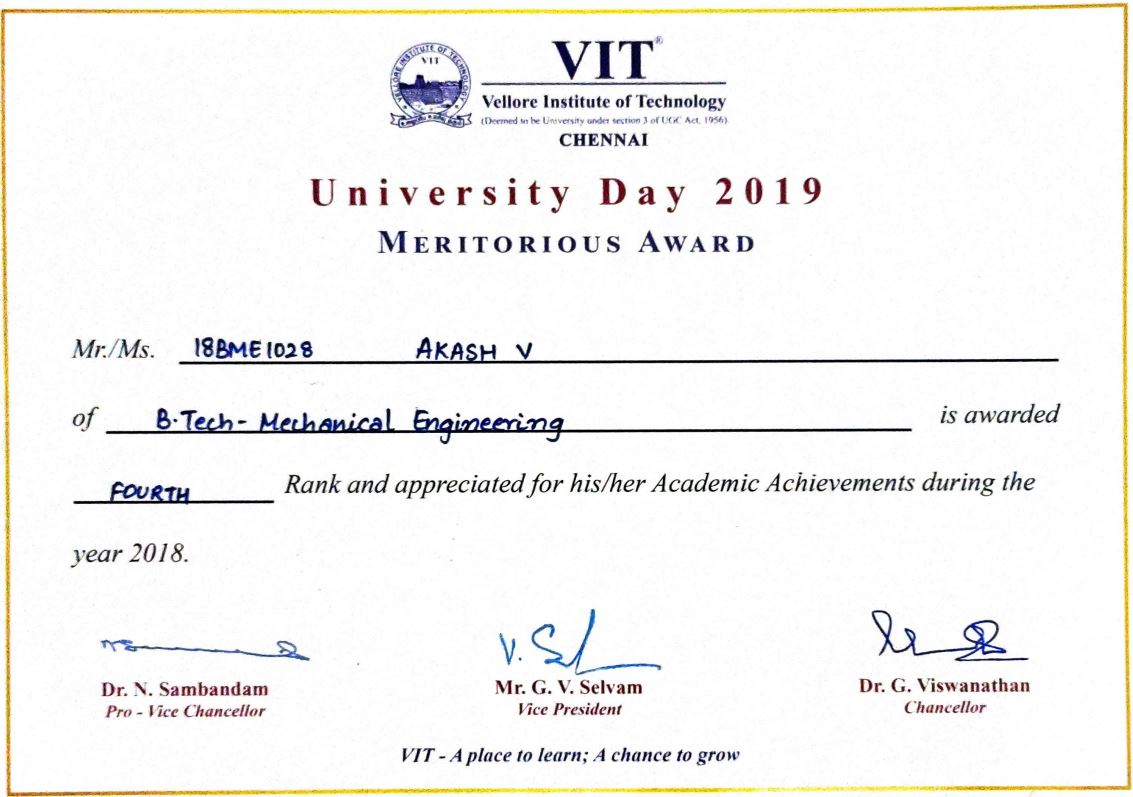 VELLORE INSTITUTE OF TECHNOLOGY
VIT
VIT®
Vellore Institute of Technology
(Deemed to be University under section 3 of UGC Act, 1956)
CHENNAI
University Day 2019
MERITORIOUS AWARD
Mr./Ms. 18BME1028 AKASH V
of B.Tech- Mechanical Engineering is awarded
FOURTH Rank and appreciated for his/her Academic Achievements during the
year 2018.
Dr. N. Sambandam Mr. G. V. Selvam Dr. G. Viswanathan
Pro - Vice Chancellor Vice President Chancellor
VIT - A place to learn; A chance to grow